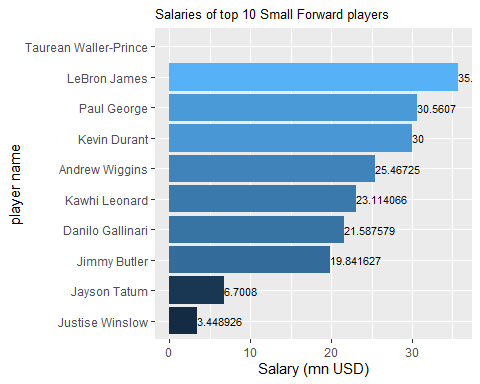 Salaries of top 10 Small Forward players
Taurean Waller-Prince
LeBron James 35.
Paul George 30.5607
Kevin Durant 30
Andrew Wiggins 25.46725
Kawhi Leonard 23.114066
Danilo Gallinari 21.587579
Jimmy Butler 19.841627
Jayson Tatum 6.7008
Justise Winslow 3.448926
player name
0 10 20 30
Salary (mn USD)